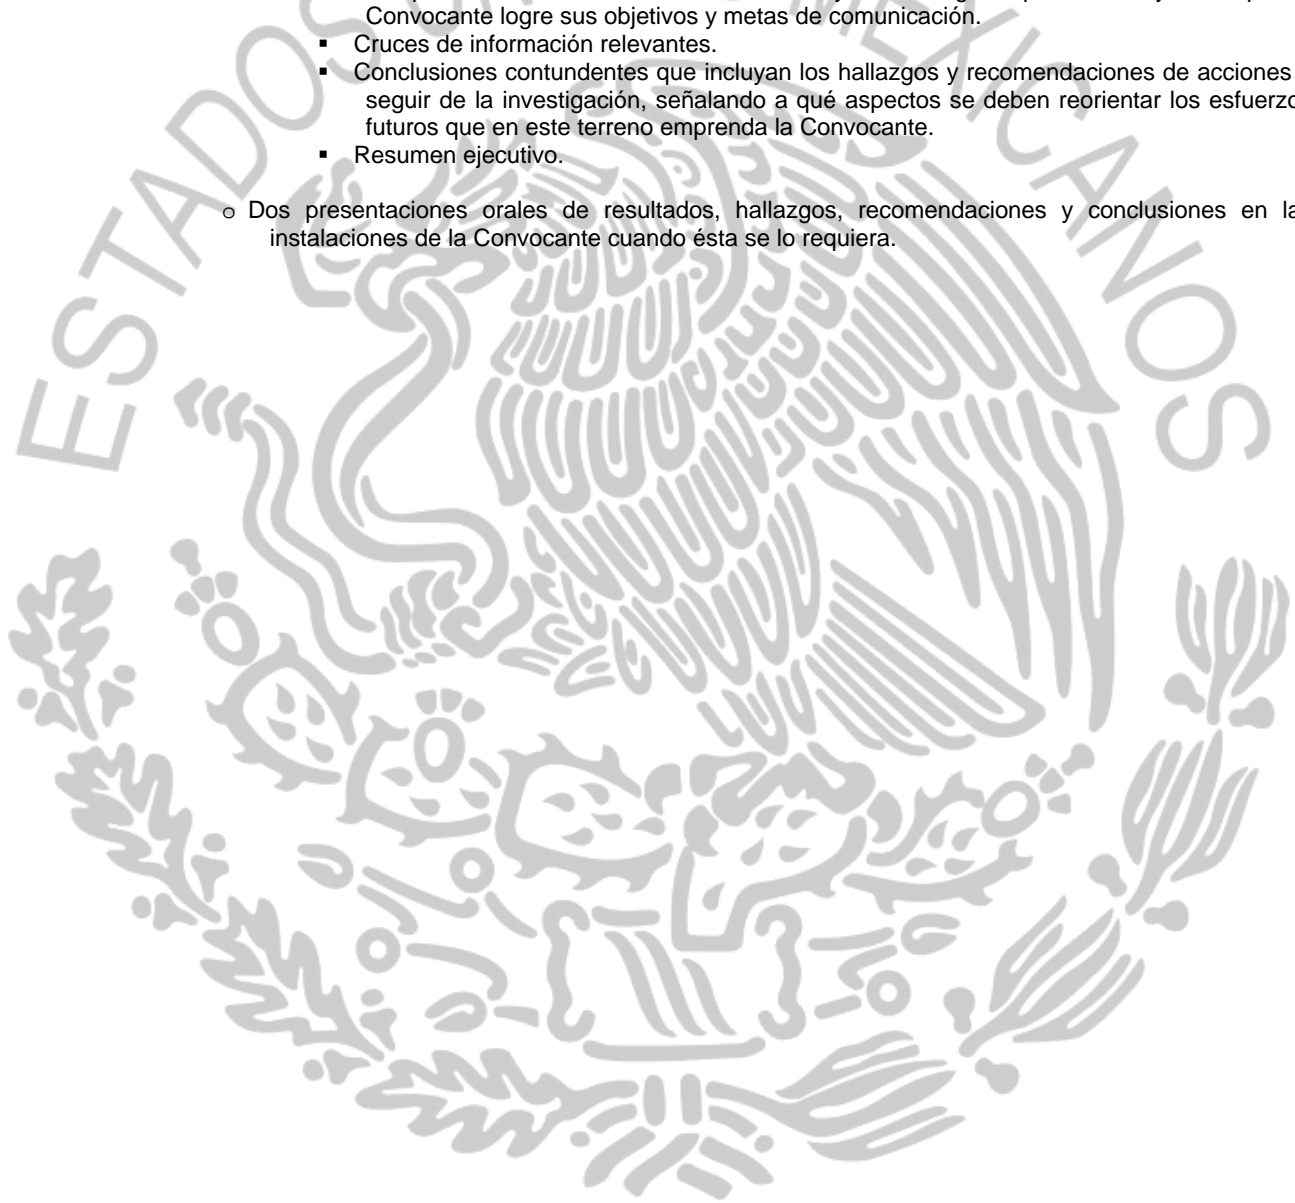 Convocante logre sus objetivos y metas de comunicación.
▪ Cruces de información relevantes.
▪ Conclusiones contundentes que incluyan los hallazgos y recomendaciones de acciones
seguir de la investigación, señalando a qué aspectos se deben reorientar los esfuerzo
futuros que en este terreno emprenda la Convocante.
▪ Resumen ejecutivo.
o Dos presentaciones orales de resultados, hallazgos, recomendaciones y conclusiones en la
instalaciones de la Convocante cuando ésta se lo requiera.
ESTADOS MEXICANOS